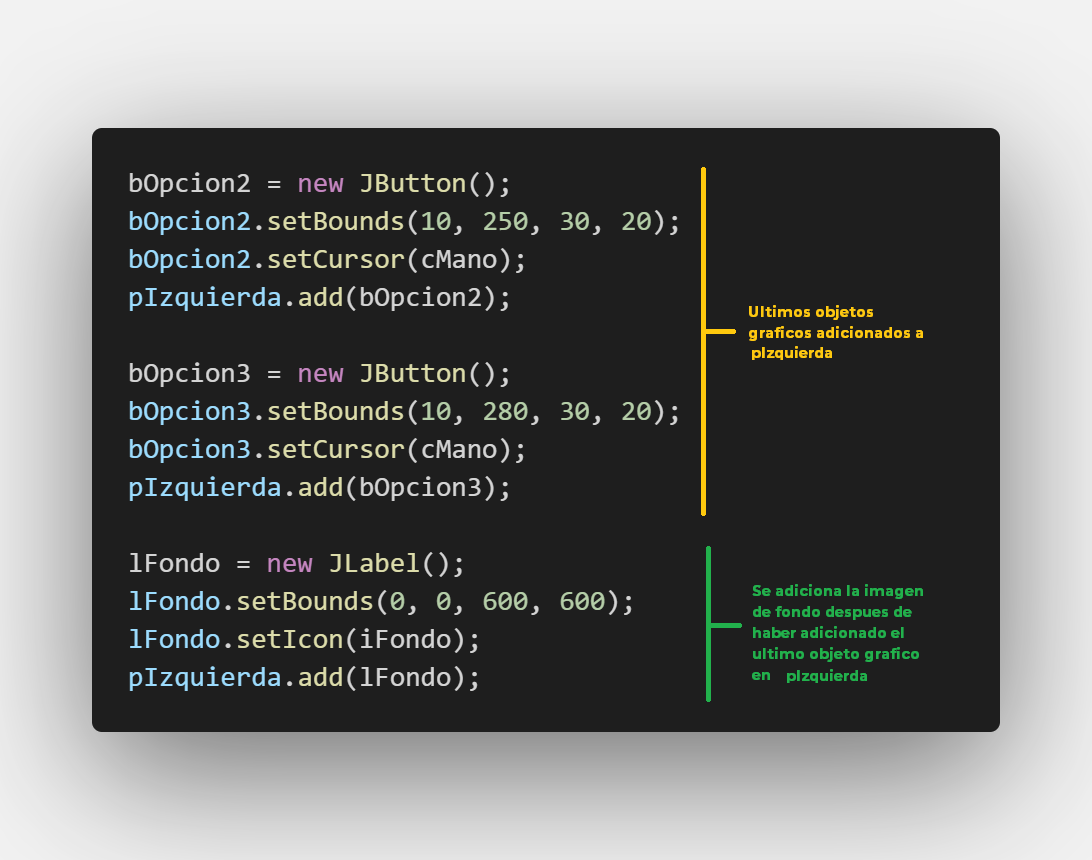 bOpcion2 = new JButton();
bOpcion2.setBounds(10, 250, 30, 20);
bOpcion2.setCursor(cMano);
pIzquierda.add(bOpcion2);
bOpcion3 = new JButton();
bOpcion3.setBounds(10, 280, 30, 20);
bOpcion3.setCursor(cMano);
pIzquierda.add(bOpcion3);
lFondo = new JLabel();
lFondo.setBounds(0, 0, 600, 600);
lFondo.setIcon(iFondo);
pIzquierda.add(lFondo);
Ultimos objetos
graficos adicionados a
pIzquierda
Se adiciona la imagen
de fondo despues de
haber adicionado el
ultimo objeto grafico
en pIzquierda